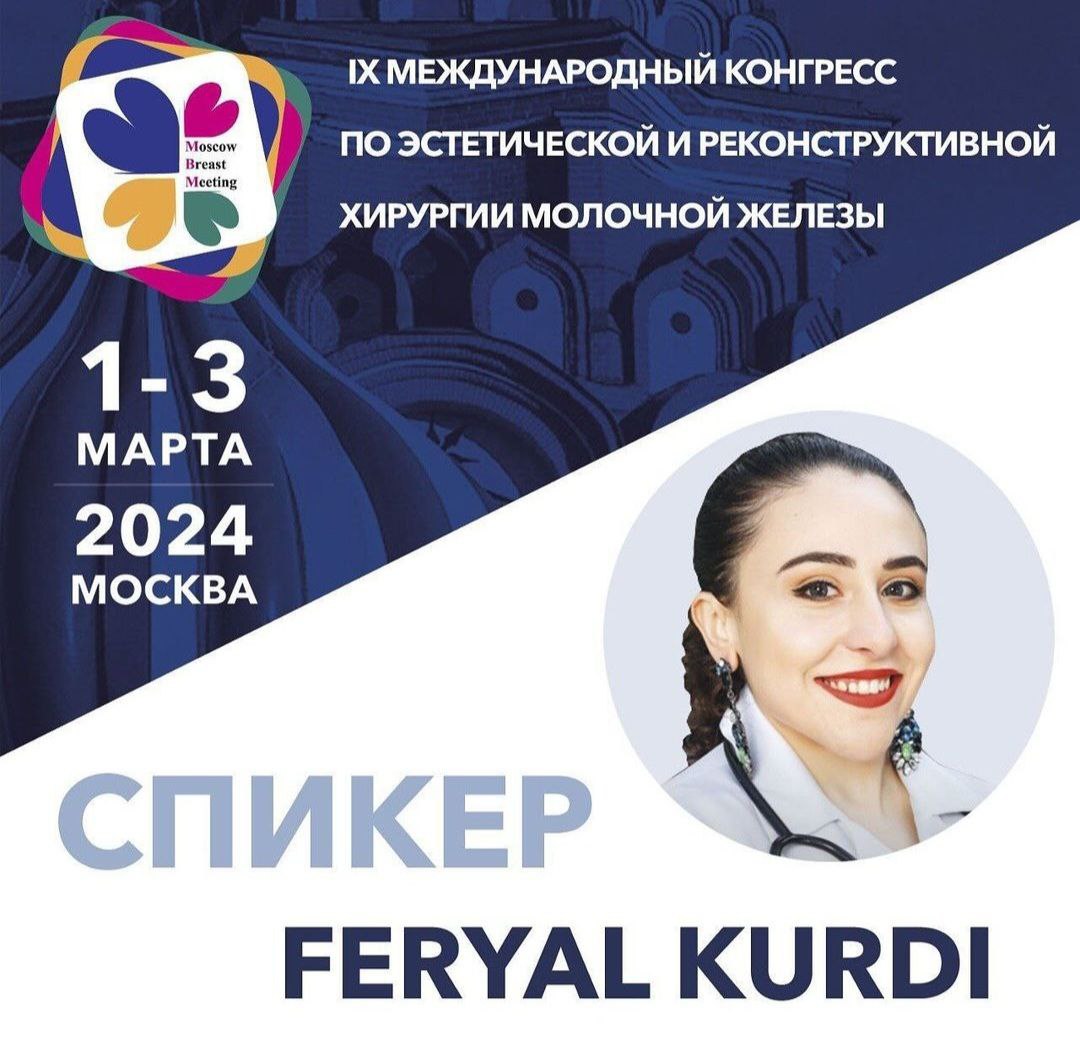 Moscow
Breast
Meeting
IX МЕЖДУНАРОДНЫЙ КОНГРЕСС
ПО ЭСТЕТИЧЕСКОЙ И РЕКОНСТРУКТИВНОЙ
ХИРУРГИИ МОЛОЧНОЙ ЖЕЛЕЗЫ
1- 3
МАРТА
2024
МОСКВА
СПИКЕР
FERYAL KURDI